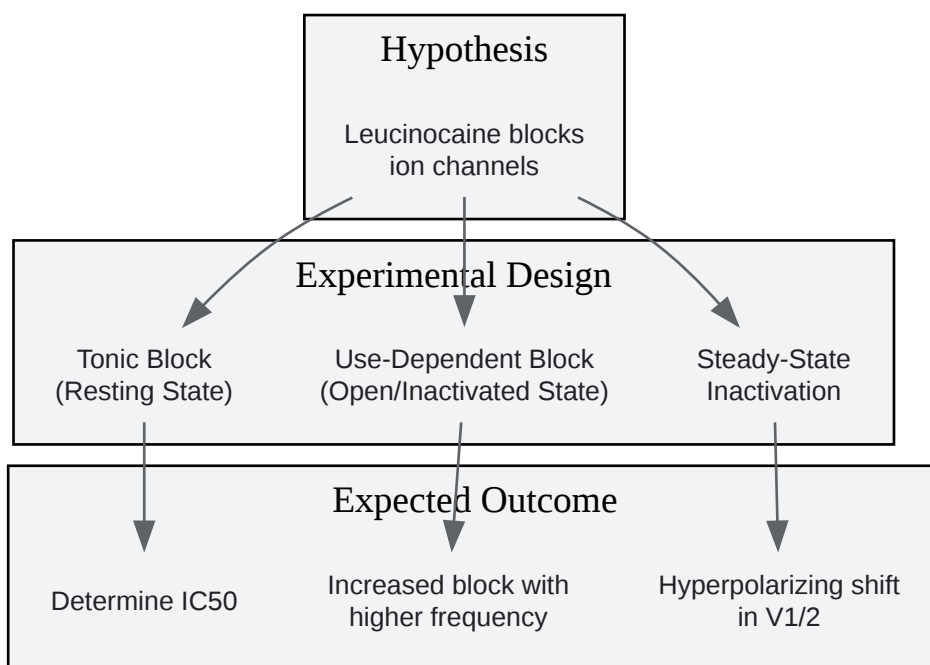 Hypothesis
Leucinocaine blocks
ion channels
Experimental Design
Tonic Block
(Resting State)
Use-Dependent Block
(Open/Inactivated State)
Steady-State
Inactivation
Expected Outcome
Determine IC50
Increased block with
higher frequency
Hyperpolarizing shift
in V1/2